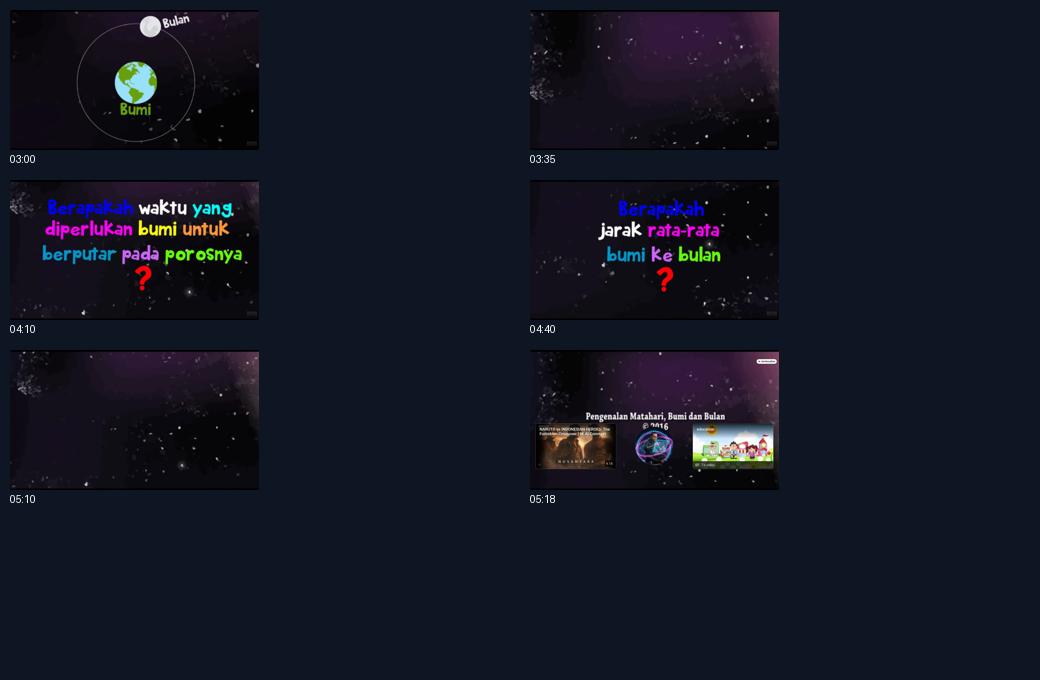 Bulan
Bumi
03:00
03:35
Berapakah waktu yang
diperlukan bumi untuk
berputar pada porosnya
?
04:10
Berapakah
jarak rata-rata
bumi ke bulan
?
04:40
05:10
Pengenalan Matahari, Bumi dan Bulan
© 2016
NUSANTARA
05:18